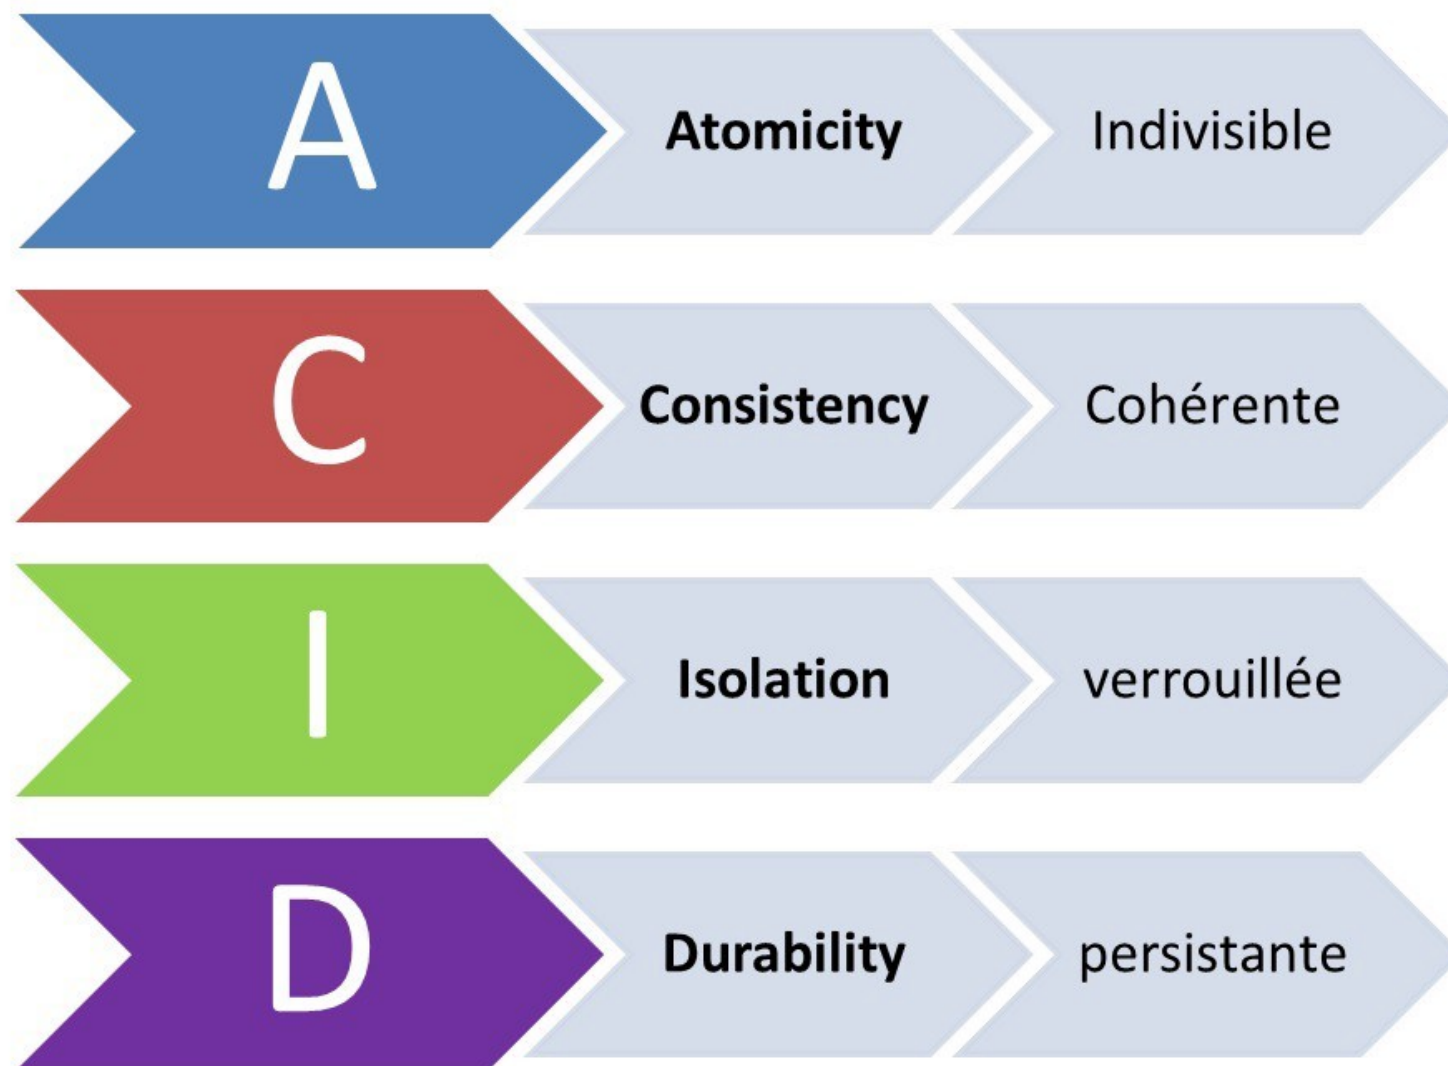 A
Atomicity
Indivisible
C
Consistency
Cohérente
I
Isolation
verrouillée
D
Durability
persistante